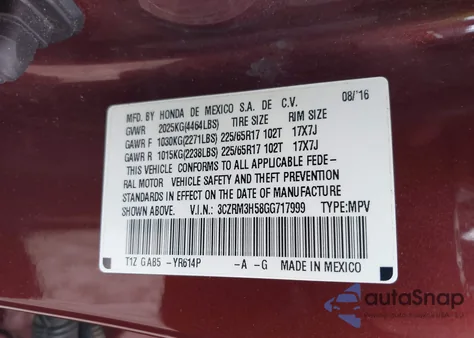 MFD. BY HONDA DE MEXICO S.A. DE C.V. 08/'16
GVWR 2025KG(4464LBS) TIRE SIZE RIM SIZE
GAWR F 1030KG(2271LBS) 225/65R17 102T 17X7J
GAWR R 1015KG(2238LBS) 225/65R17 102T 17X7J
THIS VEHICLE CONFORMS TO ALL APPLICABLE FEDE-
RAL MOTOR VEHICLE SAFETY AND THEFT PREVENTION
STANDARDS IN EFFECT ON THE DATE OF MANUFACTURE
SHOWN ABOVE. V.I.N.: 3CZRM3H58GG717999 TYPE:MPV
T1Z GAB5 -YR614P -A -G MADE IN MEXICO
autoSnap